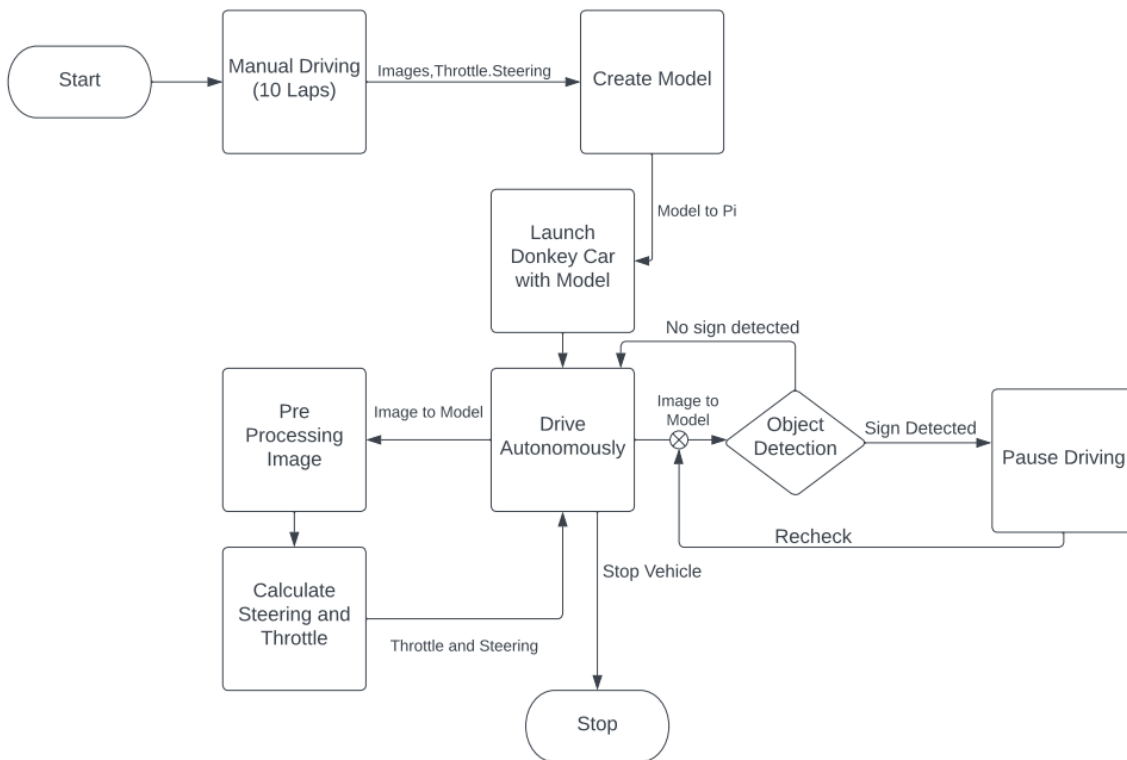 Start
Manual Driving
(10 Laps)
Images,Throttle.Steering
Create Model
Model to Pi
Launch
Donkey Car
with Model
No sign detected
Pre
Processing
Image
Image to Model
Drive
Autonomously
Image to
Model
Object
Detection
Sign Detected
Pause Driving
Recheck
Calculate
Steering and
Throttle
Throttle and Steering
Stop Vehicle
Stop